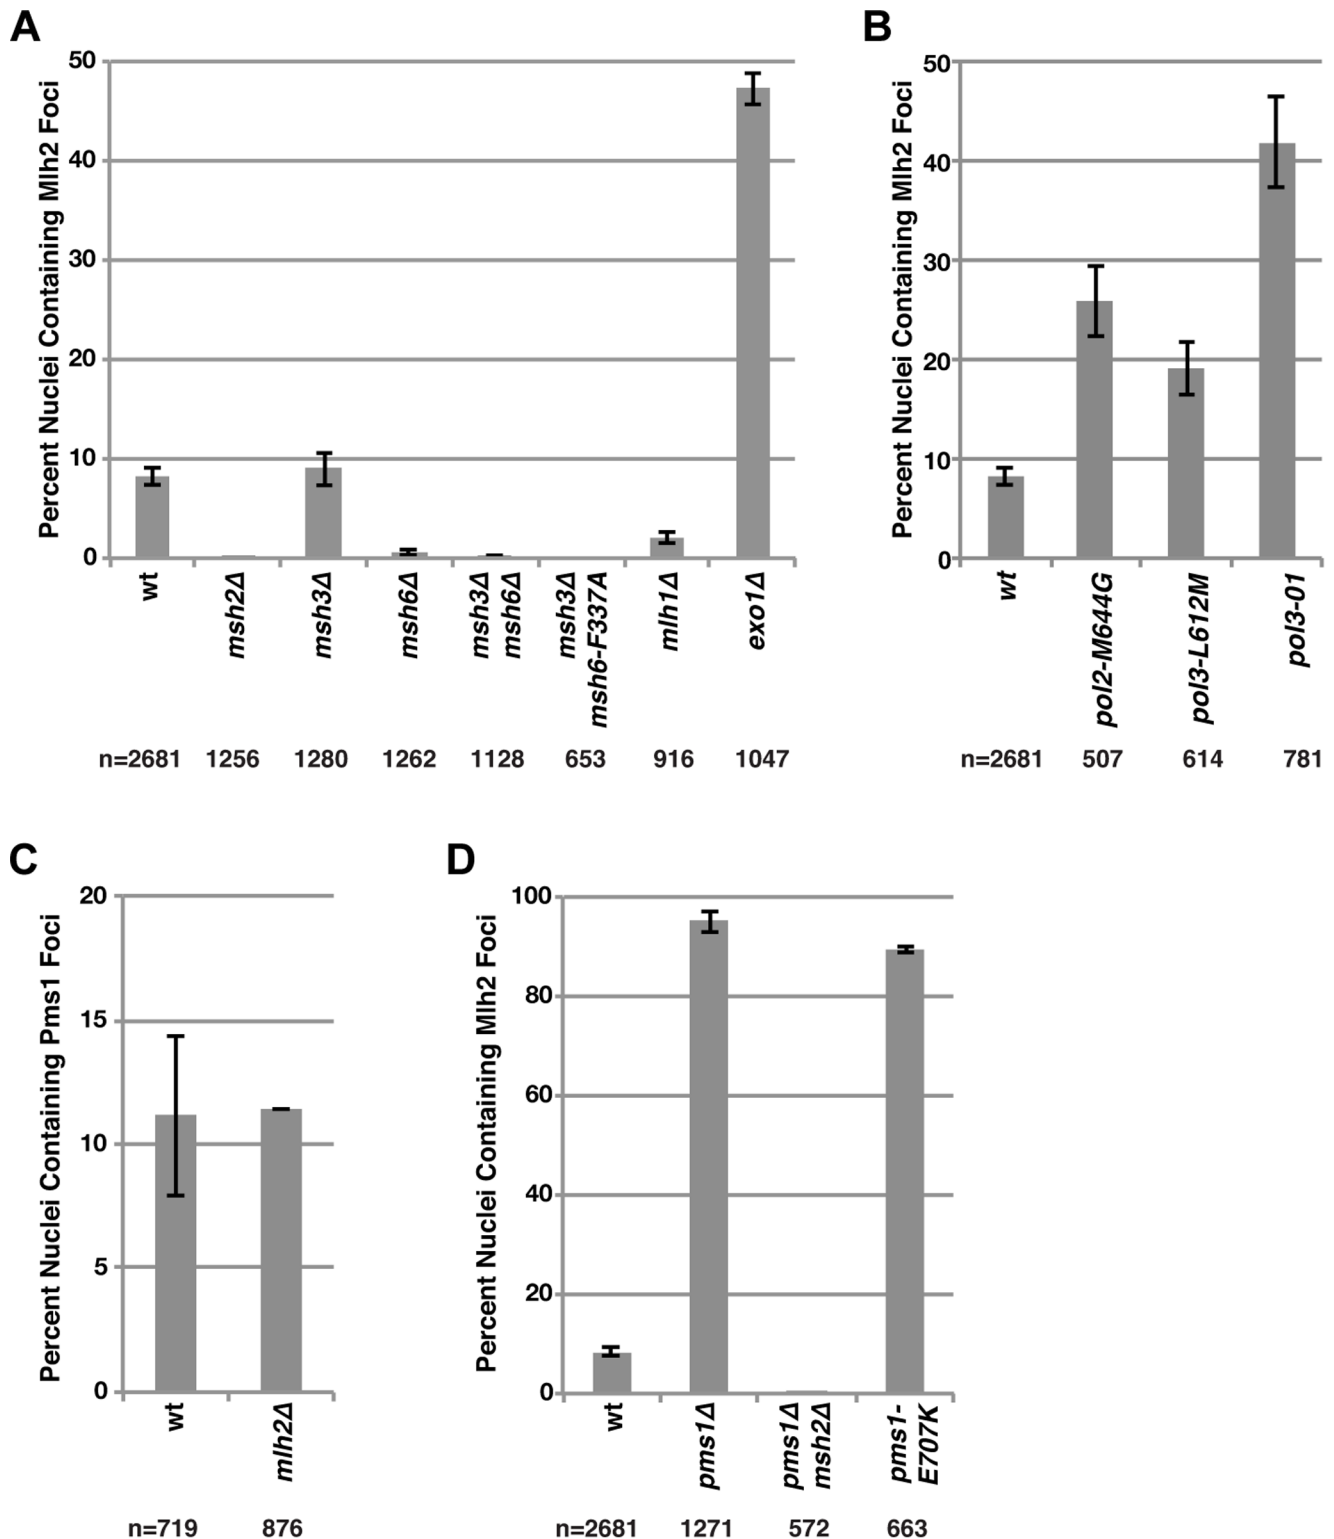 A
Percent Nuclei Containing Mlh2 Foci
50
40
30
20
10
0
wt
msh2Δ
msh3Δ
msh6Δ
msh3Δ
msh6Δ
msh3Δ
msh6-F337A
mlh1Δ
exo1Δ
n=2681 1256 1280 1262 1128 653 916 1047
B
Percent Nuclei Containing Mlh2 Foci
50
40
30
20
10
0
wt
pol2-M644G
pol3-L612M
pol3-01
n=2681 507 614 781
C
Percent Nuclei Containing Pms1 Foci
20
15
10
5
0
wt
mlh2Δ
n=719 876
D
Percent Nuclei Containing Mlh2 Foci
100
80
60
40
20
0
wt
pms1Δ
pms1Δ
msh2Δ
pms1-
E707K
n=2681 1271 572 663